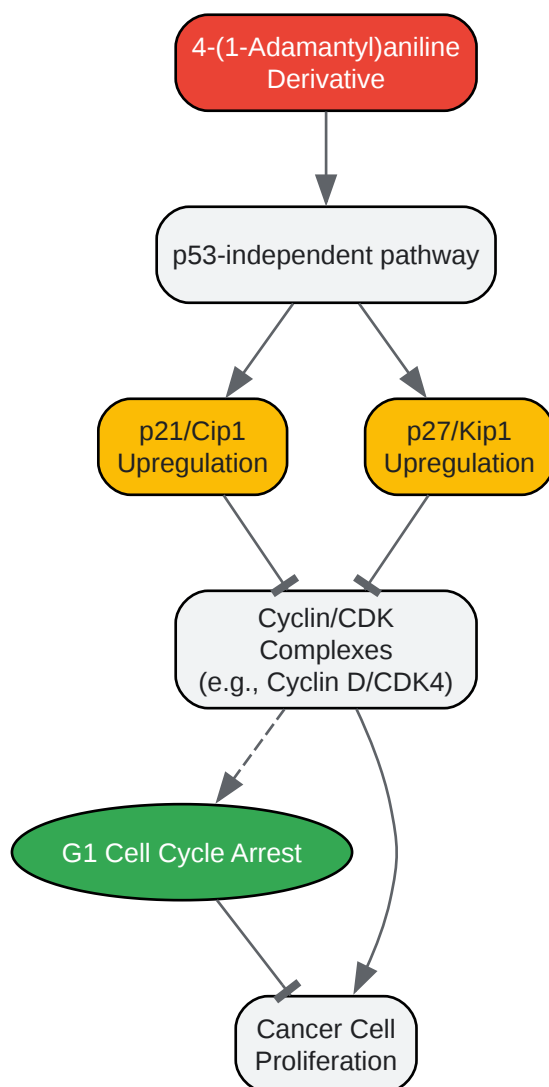 4-(1-Adamantyl)aniline
Derivative
p53-independent pathway
p21/Cip1
Upregulation
p27/Kip1
Upregulation
Cyclin/CDK
Complexes
(e.g., Cyclin D/CDK4)
G1 Cell Cycle Arrest
Cancer Cell
Proliferation